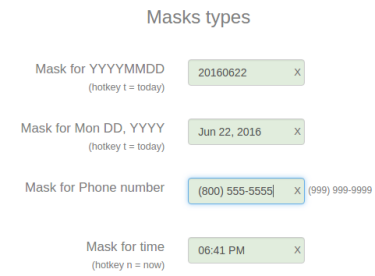 Masks types
Mask for YYYYMMDD
20160622 X
(hotkey t = today)
Mask for Mon DD, YYYY
Jun 22, 2016 X
(hotkey t = today)
Mask for Phone number
(800) 555-5555 X (999) 999-9999
Mask for time
06:41 PM X
(hotkey n = now)